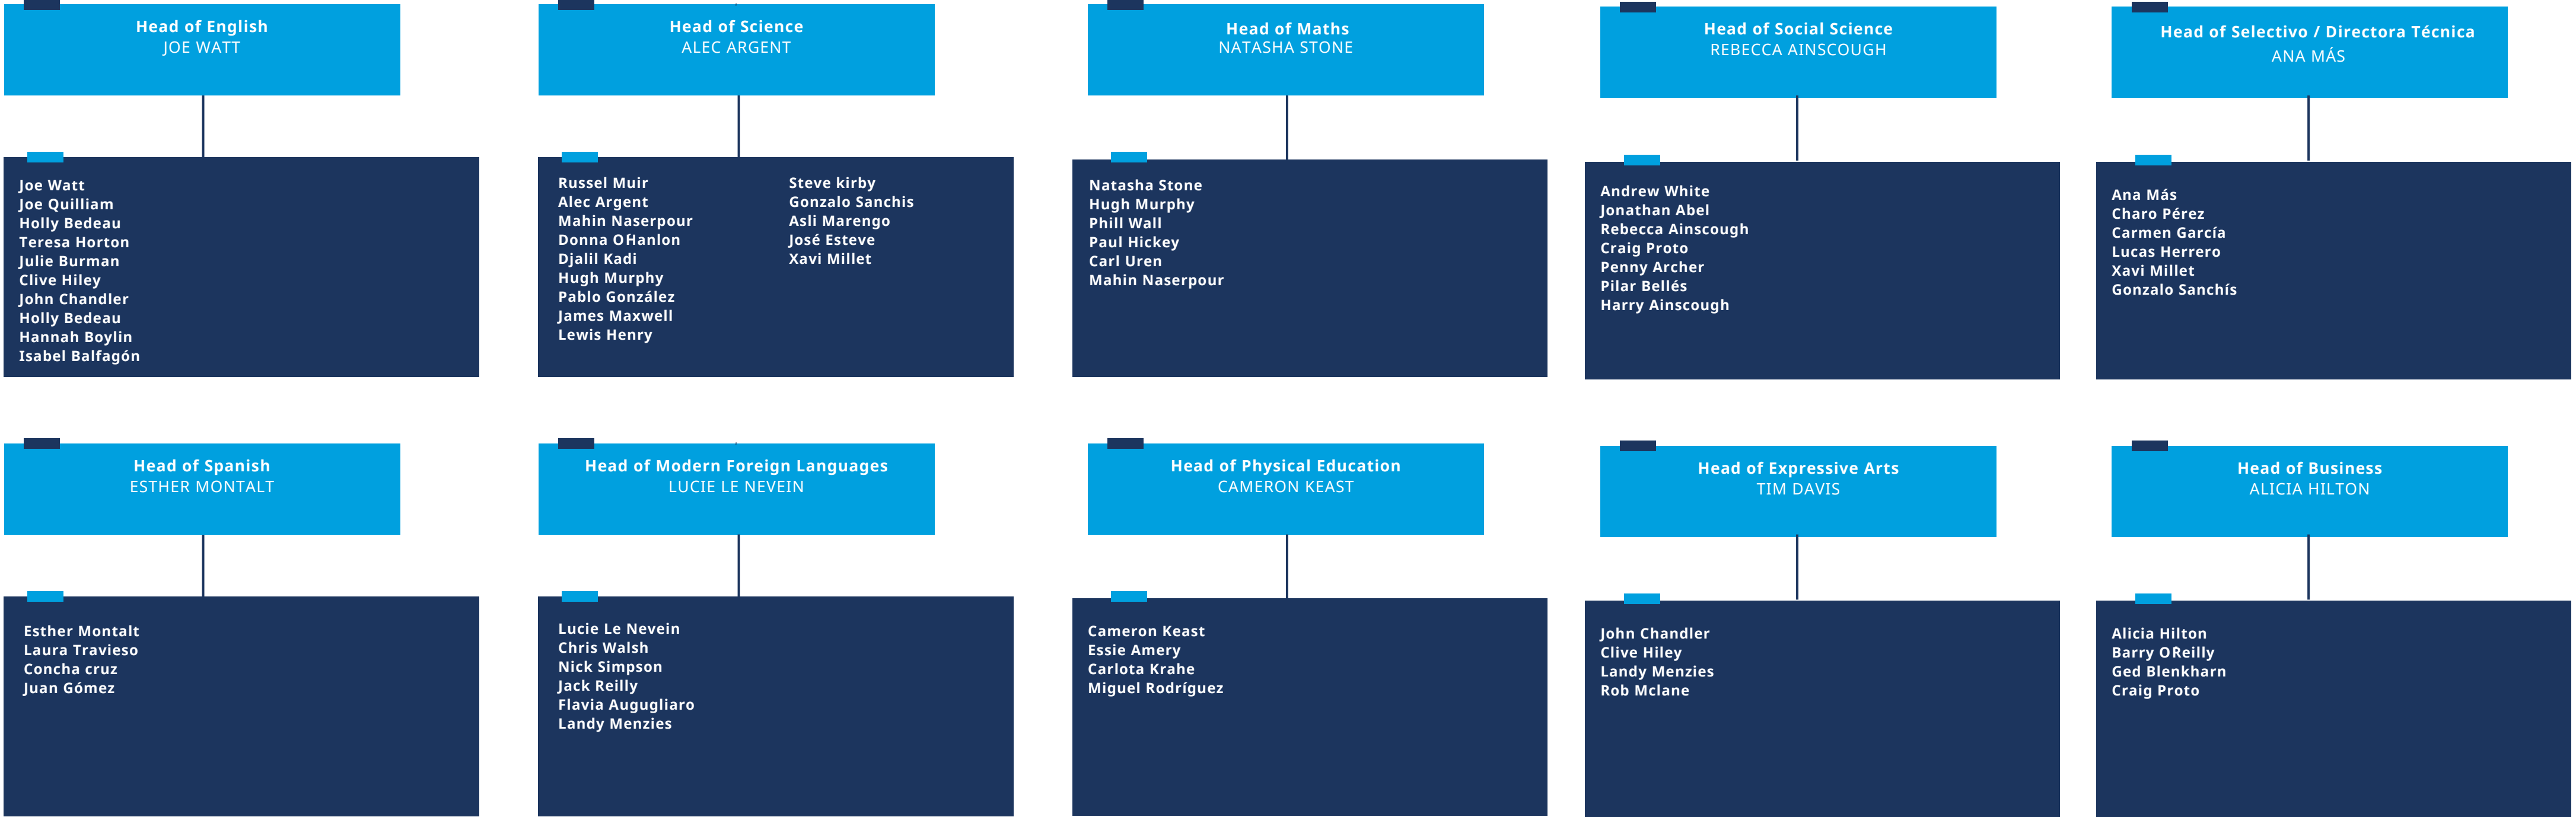 Head of English
JOE WATT
Joe Watt
Joe Quilliam
Holly Bedeau
Teresa Horton
Julie Burman
Clive Hiley
John Chandler
Holly Bedeau
Hannah Boylin
Isabel Balfagón
Head of Science
ALEC ARGENT
Russel Muir
Alec Argent
Mahin Naserpour
Donna OHanlon
Djalil Kadi
Hugh Murphy
Pablo González
James Maxwell
Lewis Henry
Steve kirby
Gonzalo Sanchis
Asli Marengo
José Esteve
Xavi Millet
Head of Maths
NATASHA STONE
Natasha Stone
Hugh Murphy
Phill Wall
Paul Hickey
Carl Uren
Mahin Naserpour
Head of Social Science
REBECCA AINSCOUGH
Andrew White
Jonathan Abel
Rebecca Ainscough
Craig Proto
Penny Archer
Pilar Bellés
Harry Ainscough
Head of Selectivo / Directora Técnica
ANA MÁS
Ana Más
Charo Pérez
Carmen García
Lucas Herrero
Xavi Millet
Gonzalo Sanchís
Head of Spanish
ESTHER MONTALT
Esther Montalt
Laura Travieso
Concha cruz
Juan Gómez
Head of Modern Foreign Languages
LUCIE LE NEVEIN
Lucie Le Nevein
Chris Walsh
Nick Simpson
Jack Reilly
Flavia Augugliaro
Landy Menzies
Head of Physical Education
CAMERON KEAST
Cameron Keast
Essie Amery
Carlota Krahe
Miguel Rodríguez
Head of Expressive Arts
TIM DAVIS
John Chandler
Clive Hiley
Landy Menzies
Rob Mclane
Head of Business
ALICIA HILTON
Alicia Hilton
Barry OReilly
Ged Blenkharn
Craig Proto